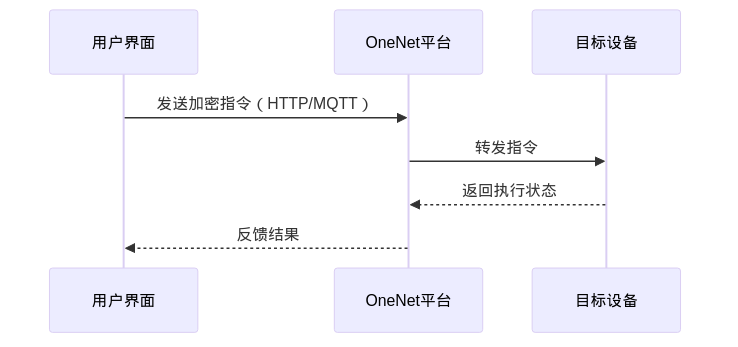 用户界面
OneNet平台
目标设备
发送加密指令（HTTP/MQTT）
转发指令
返回执行状态
反馈结果
用户界面
OneNet平台
目标设备